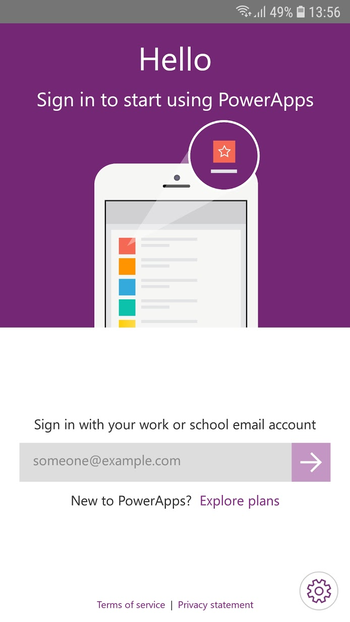 49% 13:56
Hello
Sign in to start using PowerApps
Sign in with your work or school email account
someone@example.com
New to PowerApps? Explore plans
Terms of service | Privacy statement